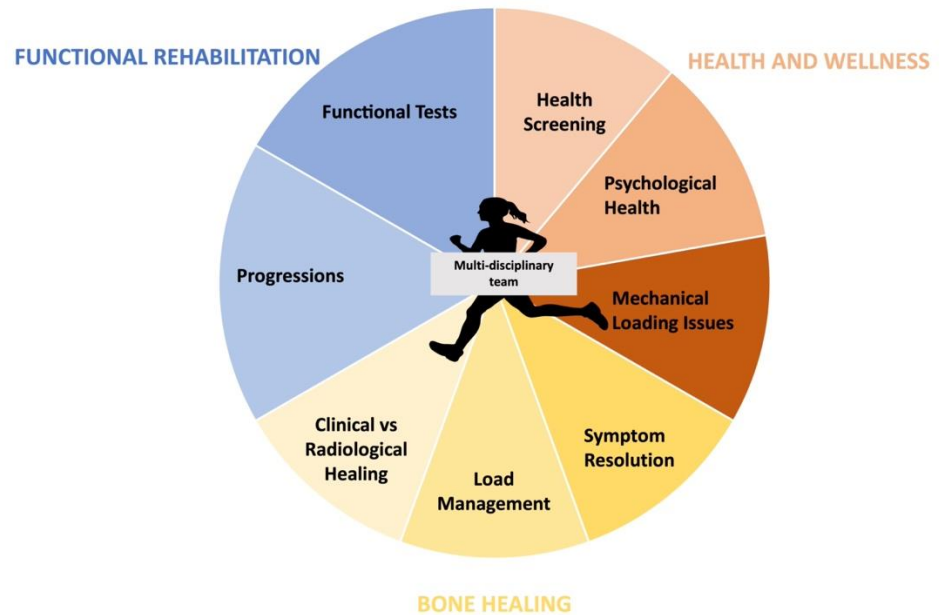 FUNCTIONAL REHABILITATION
HEALTH AND WELLNESS
Functional Tests
Health
Screening
Psychological
Health
Progressions
Multi-disciplinary
team
Mechanical
Loading Issues
Clinical vs
Radiological
Healing
Load
Management
Symptom
Resolution
BONE HEALING